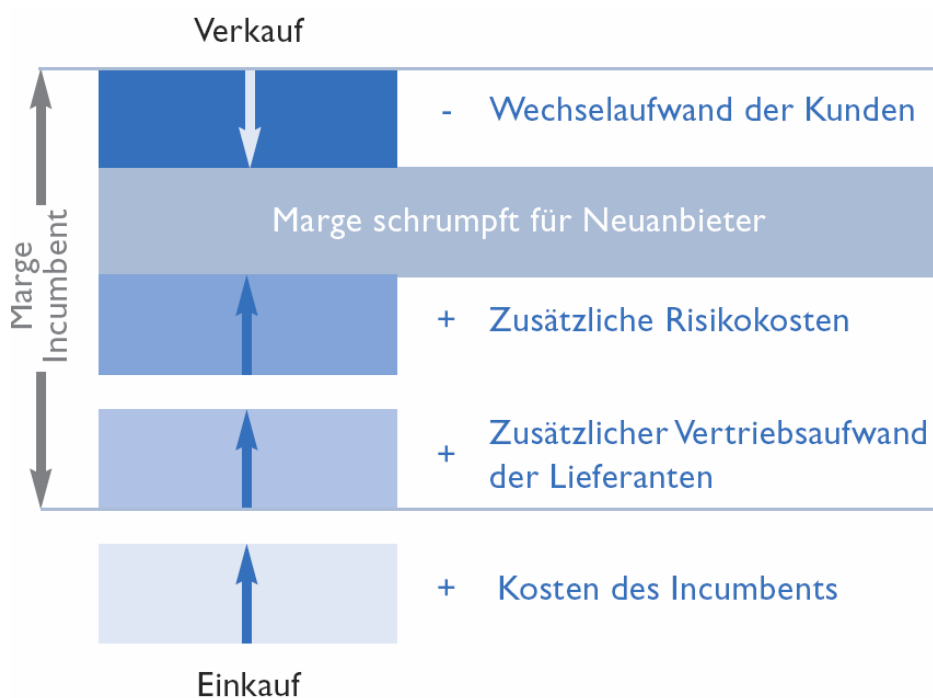 Verkauf
- Wechselaufwand der Kunden
Marge schrumpft für Neuanbieter
Marge
Incumbent
+ Zusätzliche Risikokosten
+ Zusätzlicher Vertriebsaufwand
der Lieferanten
+ Kosten des Incumbents
Einkauf